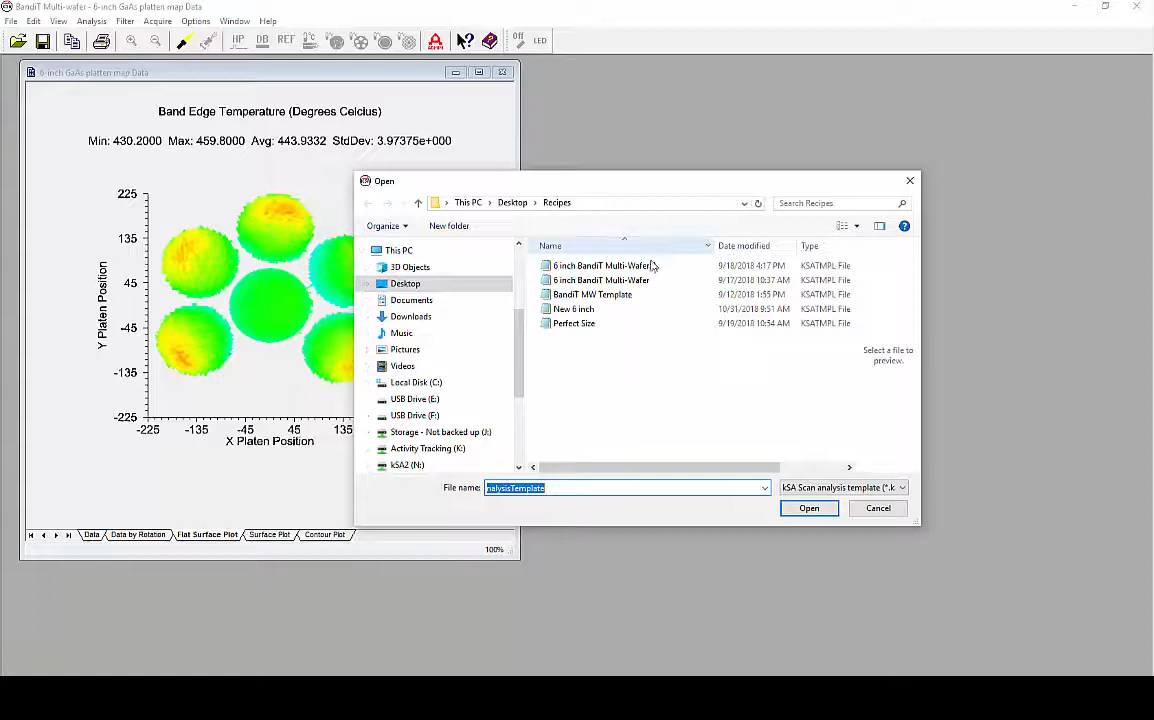 BandiT Multi-wafer - 6-inch GaAs platten map Data
File Edit View Analysis Filter Acquire Options Window Help
HP DB REF Off LED
6-inch GaAs platten map Data
Band Edge Temperature (Degrees Celcius)
Min: 430.2000 Max: 459.8000 Avg: 443.9332 StdDev: 3.97375e+000
225
135
45
-45
-135
-225
Y Platen Position
-225 -135 -45 45 135
X Platen Position
Data Data by Rotation Flat Surface Plot Surface Plot Contour Plot
100%
Open
This PC Desktop Recipes
Search Recipes
Organize New folder
This PC
3D Objects
Desktop
Documents
Downloads
Music
Pictures
Videos
Local Disk (C:)
USB Drive (E:)
USB Drive (F:)
Storage - Not backed up (J:)
Activity Tracking (K:)
kSA2 (N:)
Name Date modified Type
6 inch BandiT Multi-Wafer 9/18/2018 4:17 PM KSATMPL File
6 inch BandiT Multi-Wafer 9/17/2018 10:37 AM KSATMPL File
BandiT MW Template 9/12/2018 1:55 PM KSATMPL File
New 6 inch 10/31/2018 9:51 AM KSATMPL File
Perfect Size 9/19/2018 10:54 AM KSATMPL File
Select a file to
preview.
File name: nalysisTemplate kSA Scan analysis template (*.k
Open Cancel